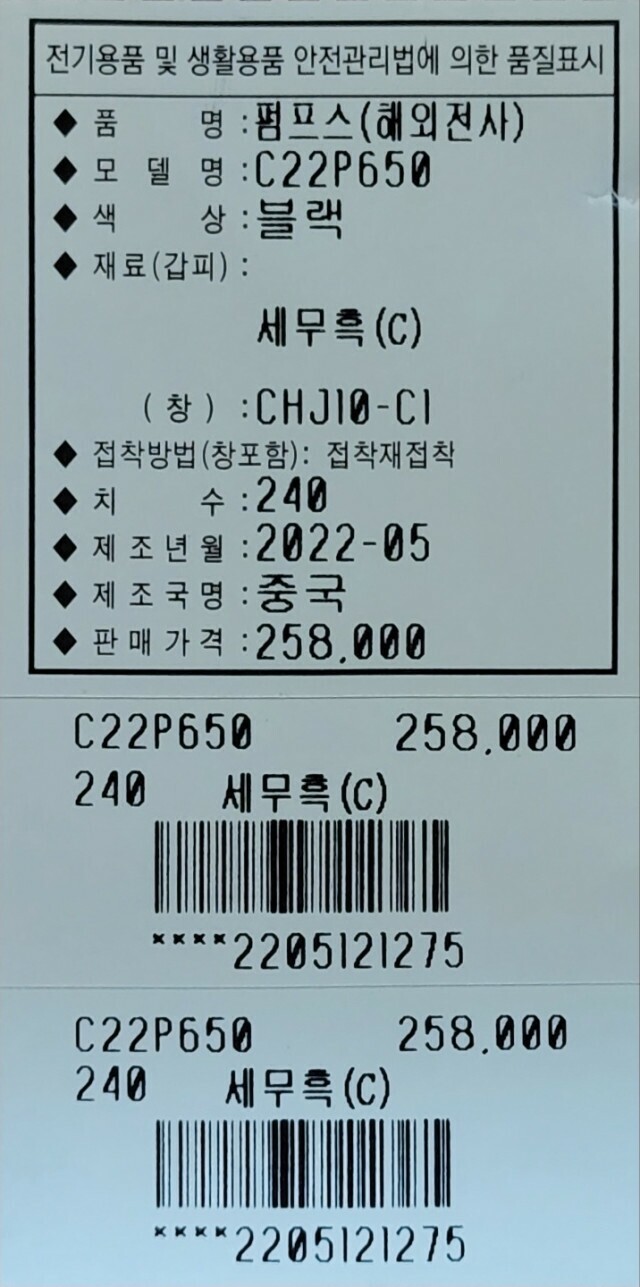 전기용품 및 생활용품 안전관리법에 의한 품질표시
◆ 품 명 : 펌프스(해외전사)
◆ 모 델 명 : C22P650
◆ 색 상 : 블랙
◆ 재료(갑피) :
세무흑(C)
(창) : CHJ10-C1
◆ 접착방법(창포함) : 접착재접착
◆ 치 수 : 240
◆ 제 조 년 월 : 2022-05
◆ 제 조 국 명 : 중국
◆ 판 매 가 격 : 258,000
C22P650 258,000
240 세무흑(C)
****2205121275
C22P650 258,000
240 세무흑(C)
****2205121275